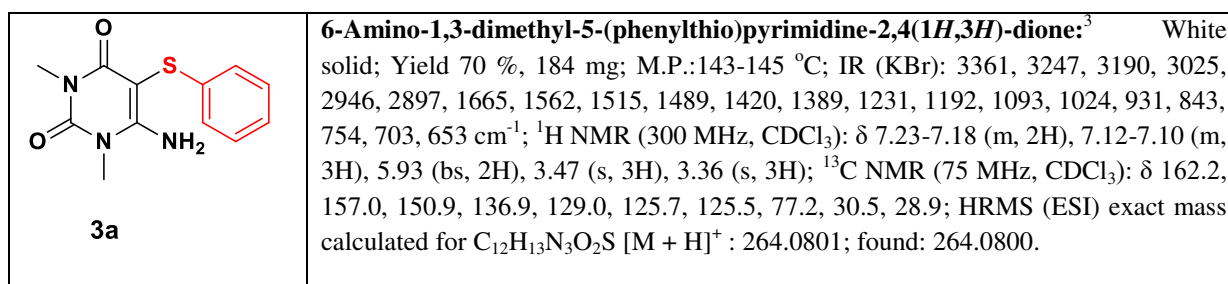 O
N
S
O
N
NH₂
3a
6-Amino-1,3-dimethyl-5-(phenylthio)pyrimidine-2,4(1H,3H)-dione:³ White
solid; Yield 70 %, 184 mg; M.P.:143-145 °C; IR (KBr): 3361, 3247, 3190, 3025,
2946, 2897, 1665, 1562, 1515, 1489, 1420, 1389, 1231, 1192, 1093, 1024, 931, 843,
754, 703, 653 cm⁻¹; ¹H NMR (300 MHz, CDCl₃): δ 7.23-7.18 (m, 2H), 7.12-7.10 (m,
3H), 5.93 (bs, 2H), 3.47 (s, 3H), 3.36 (s, 3H); ¹³C NMR (75 MHz, CDCl₃): δ 162.2,
157.0, 150.9, 136.9, 129.0, 125.7, 125.5, 77.2, 30.5, 28.9; HRMS (ESI) exact mass
calculated for C₁₂H₁₃N₃O₂S [M + H]⁺ : 264.0801; found: 264.0800.